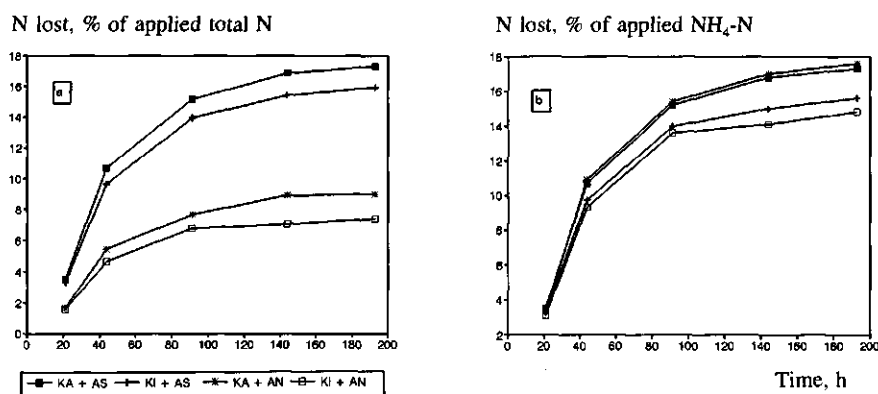 N lost, % of applied total N
N lost, % of applied NH₄-N
18
16
14
12
10
8
6
4
2
0
a
0 20 40 60 80 100 120 140 160 180 200
18
16
14
12
10
8
6
4
2
b
0 20 40 60 80 100 120 140 160 180 200
KA + AS KI + AS KA + AN KI + AN
Time, h